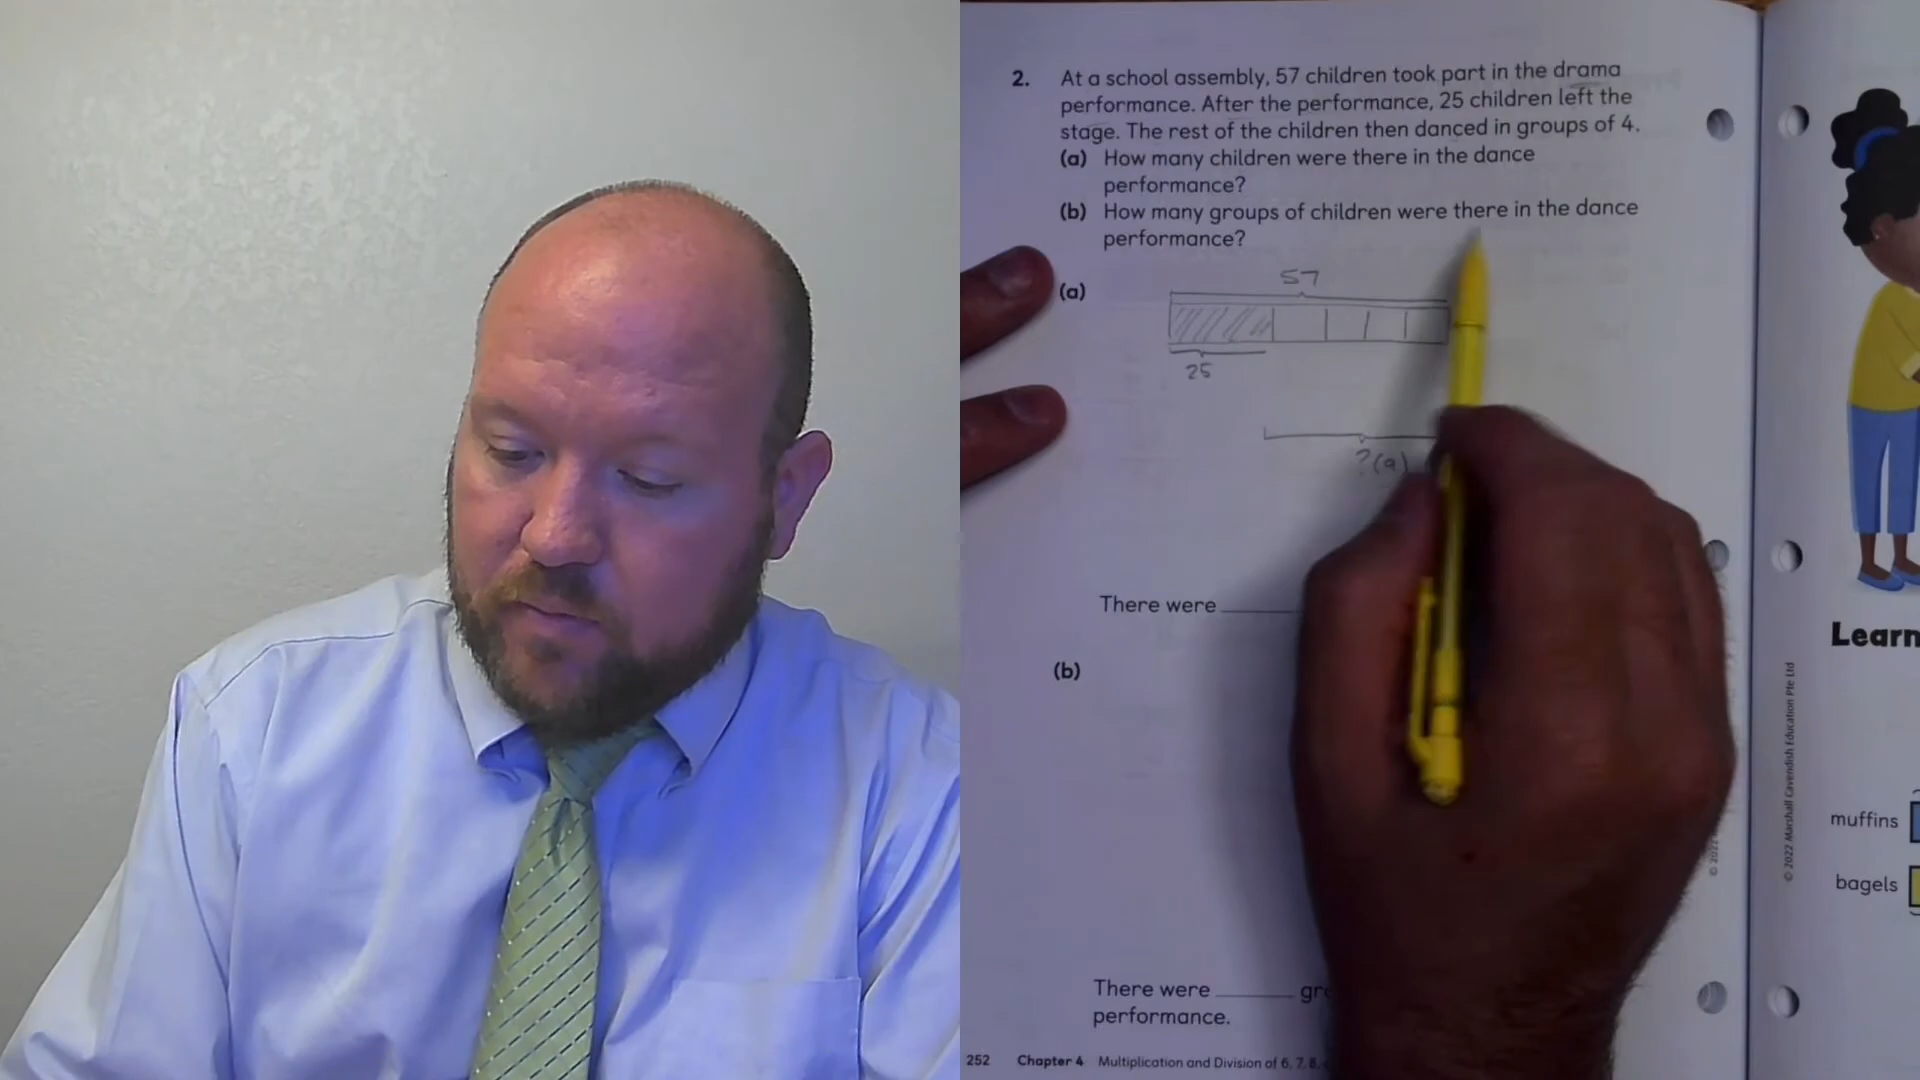 2. At a school assembly, 57 children took part in the drama
performance. After the performance, 25 children left the
stage. The rest of the children then danced in groups of 4.
(a) How many children were there in the dance
performance?
(b) How many groups of children were there in the dance
performance?
(a)
57
25
?(a)
There were
(b)
There were
performance.
252 Chapter 4 Multiplication and Division of 6, 7, 8,
© 2022
© 2022 Marshall Cavendish Education Pte Ltd
Learn
muffins
bagels